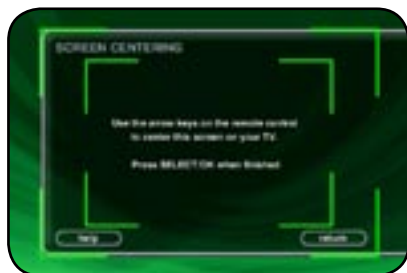 SCREEN CENTERING
Use the arrow keys on the remote control
to center this screen on your TV.
Press SELECT/OK when finished
help
return